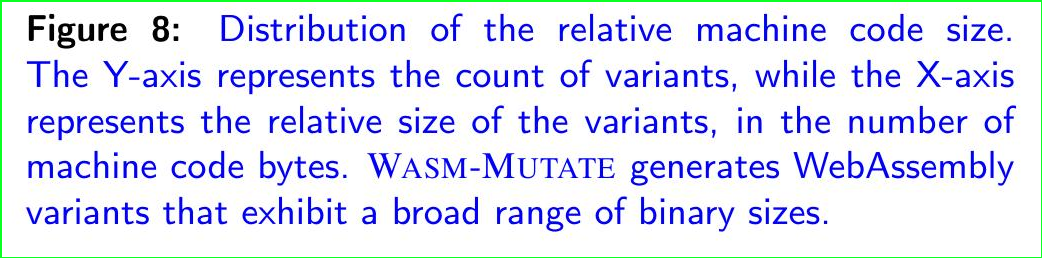 Figure 8: Distribution of the relative machine code size.
The Y-axis represents the count of variants, while the X-axis
represents the relative size of the variants, in the number of
machine code bytes. WASM-MUTATE generates WebAssembly
variants that exhibit a broad range of binary sizes.